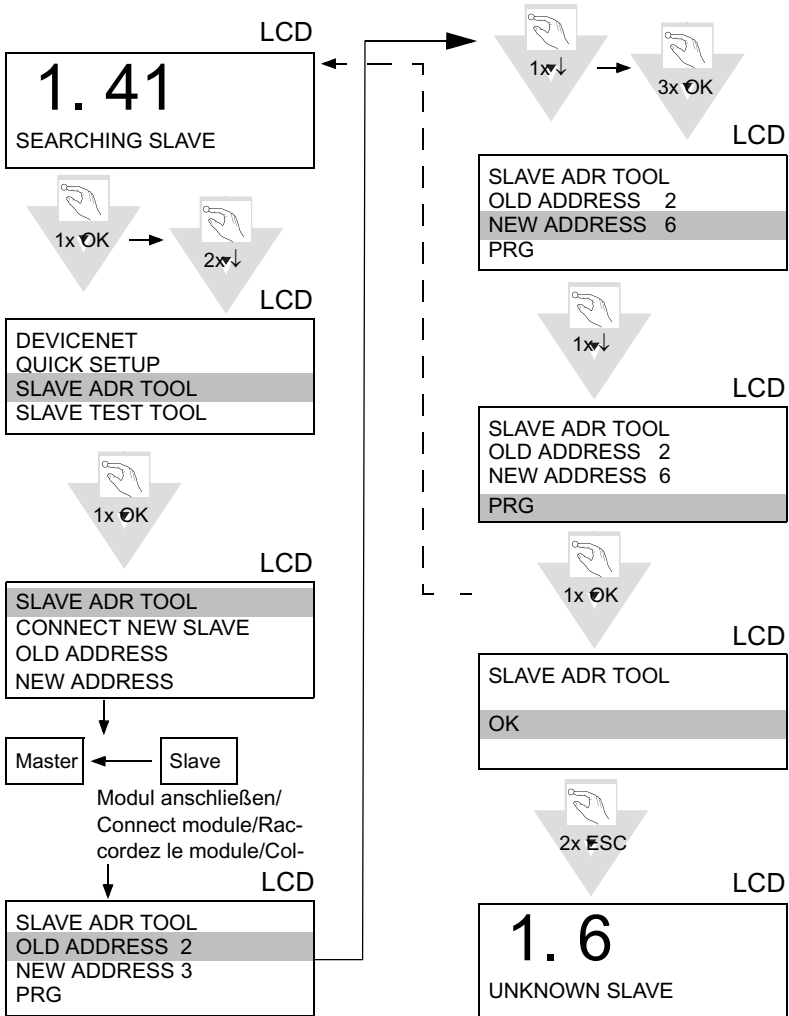 LCD
1. 41
SEARCHING SLAVE
1x OK
2x↓
LCD
DEVICENET
QUICK SETUP
SLAVE ADR TOOL
SLAVE TEST TOOL
1x OK
LCD
SLAVE ADR TOOL
CONNECT NEW SLAVE
OLD ADDRESS
NEW ADDRESS
Master
Slave
Modul anschließen/
Connect module/Rac-
cordez le module/Col-
LCD
SLAVE ADR TOOL
OLD ADDRESS 2
NEW ADDRESS 3
PRG
1x↓
3x OK
LCD
SLAVE ADR TOOL
OLD ADDRESS 2
NEW ADDRESS 6
PRG
1x↓
LCD
SLAVE ADR TOOL
OLD ADDRESS 2
NEW ADDRESS 6
PRG
1x OK
LCD
SLAVE ADR TOOL
OK
2x ESC
LCD
1. 6
UNKNOWN SLAVE